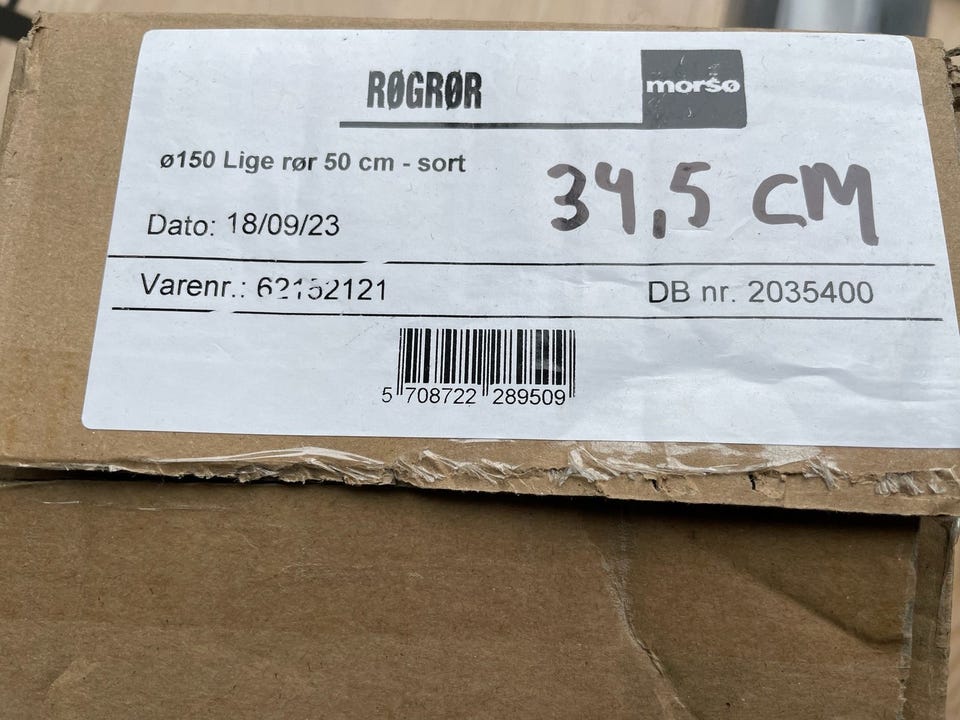 RØGRØR
morsø
ø150 Lige rør 50 cm - sort
34,5 CM
Dato: 18/09/23
Varenr.: 62152121
DB nr. 2035400
5 708722 289509